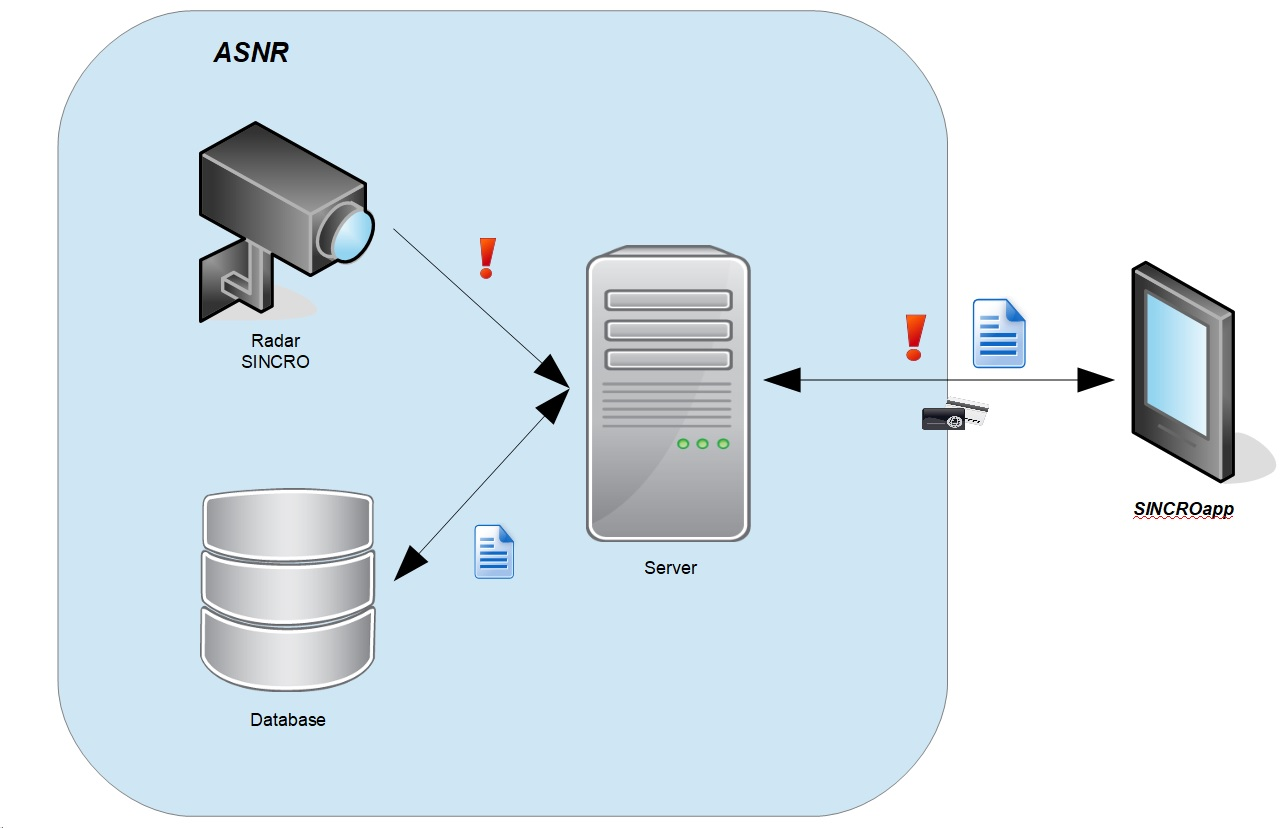 ASNR
Radar
SINCRO
Server
SINCROapp
Database